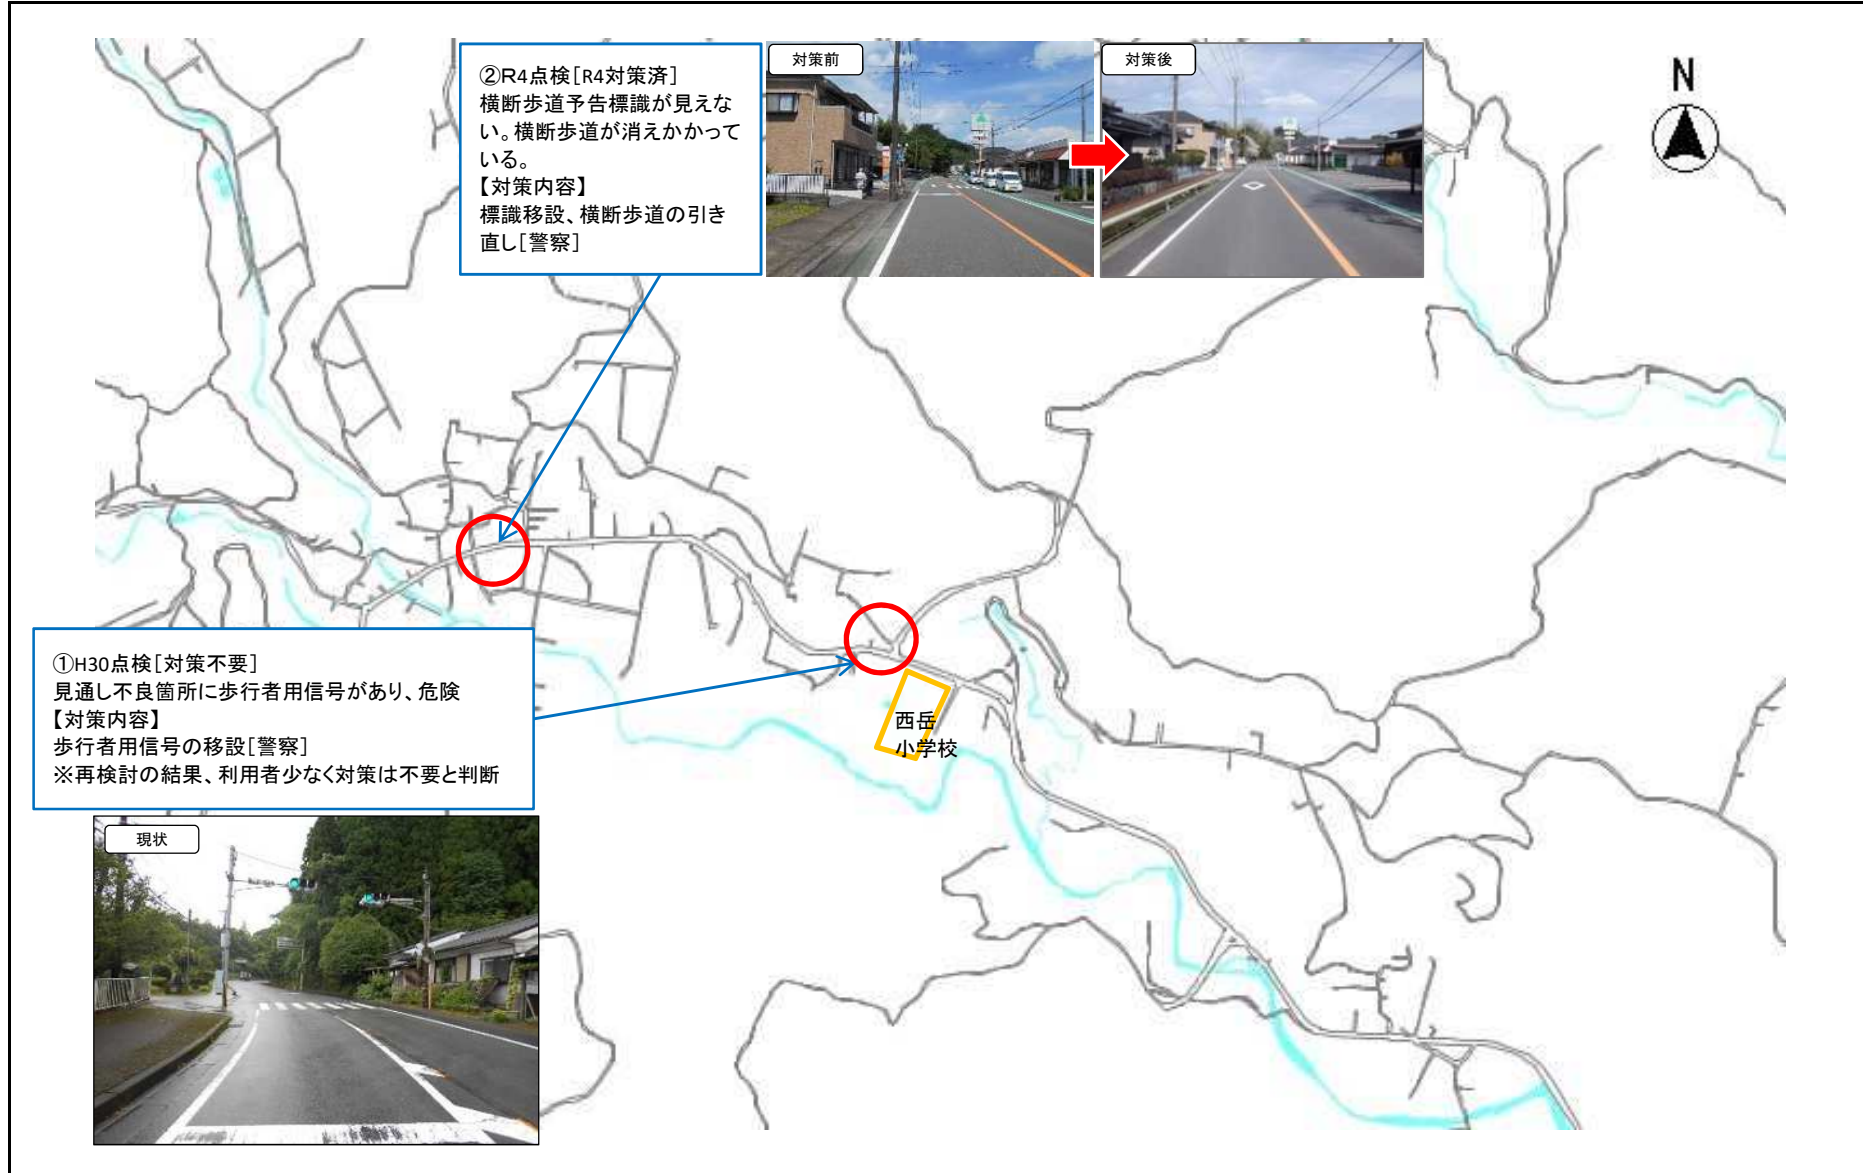 ②R4点検[R4対策済]
横断歩道予告標識が見えな
い。横断歩道が消えかかって
いる。
【対策内容】
標識移設、横断歩道の引き
直し[警察]
対策前
対策後
N
①H30点検[対策不要]
見通し不良箇所に歩行者用信号があり、危険
【対策内容】
歩行者用信号の移設[警察]
※再検討の結果、利用者少なく対策は不要と判断
西岳
小学校
現状